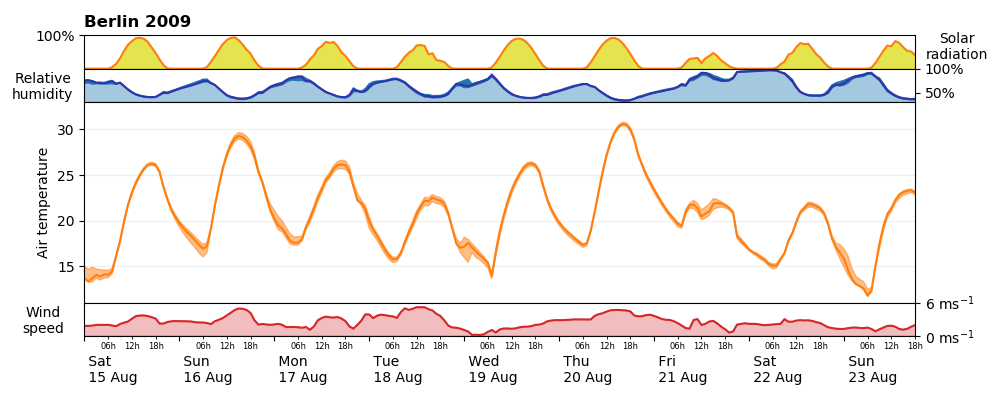 Berlin 2009
100%
Solar
radiation
100%
Relative
humidity
50%
30
25
20
15
Air temperature
6 ms⁻¹
Wind
speed
0 ms⁻¹
06h 12h 18h 06h 12h 18h 06h 12h 18h 06h 12h 18h 06h 12h 18h 06h 12h 18h 06h 12h 18h 06h 12h 18h 06h 12h 18h
Sat Sun Mon Tue Wed Thu Fri Sat Sun
15 Aug 16 Aug 17 Aug 18 Aug 19 Aug 20 Aug 21 Aug 22 Aug 23 Aug